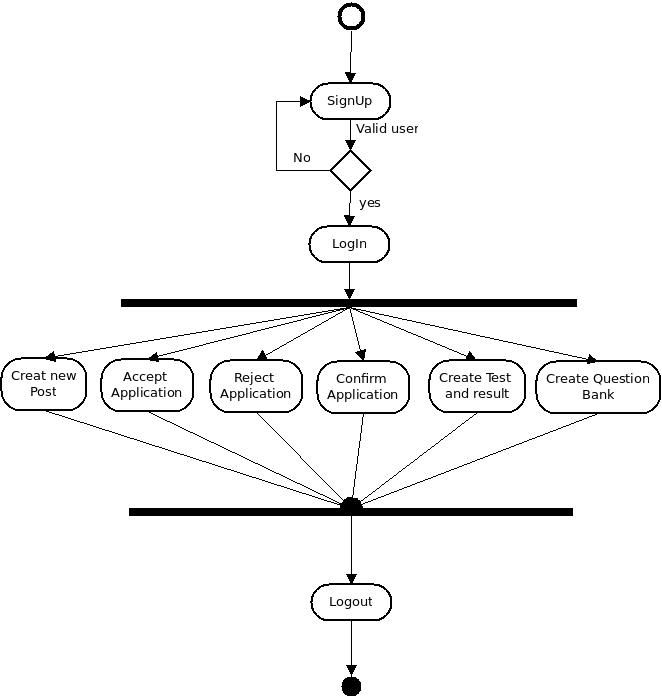 SignUp
Valid user
No
yes
LogIn
Creat new
Post
Accept
Application
Reject
Application
Confirm
Application
Create Test
and result
Create Question
Bank
Logout